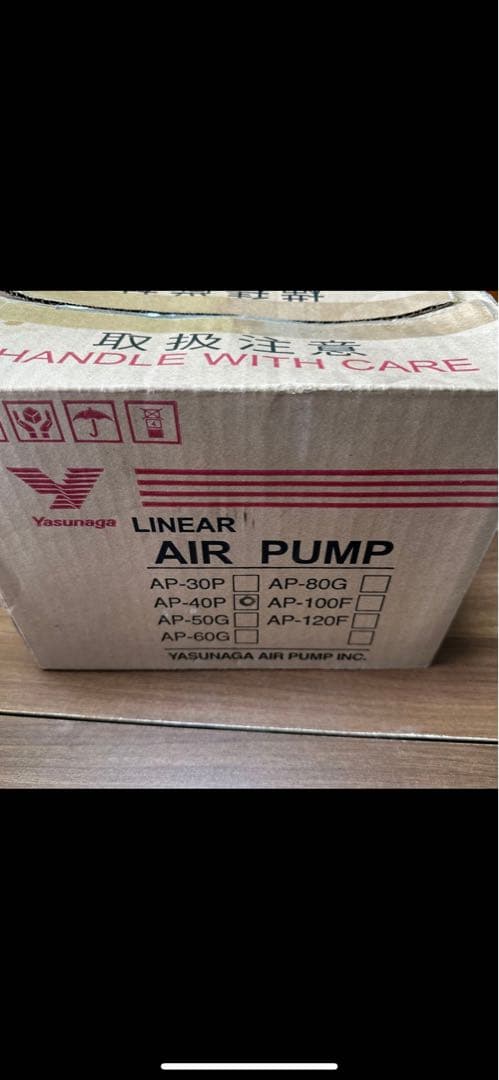 取扱注意
HANDLE WITH CARE
4
Yasunaga
LINEAR
AIR PUMP
AP-30P AP-80G
AP-40P AP-100F
AP-50G AP-120F
AP-60G
YASUNAGA AIR PUMP INC.